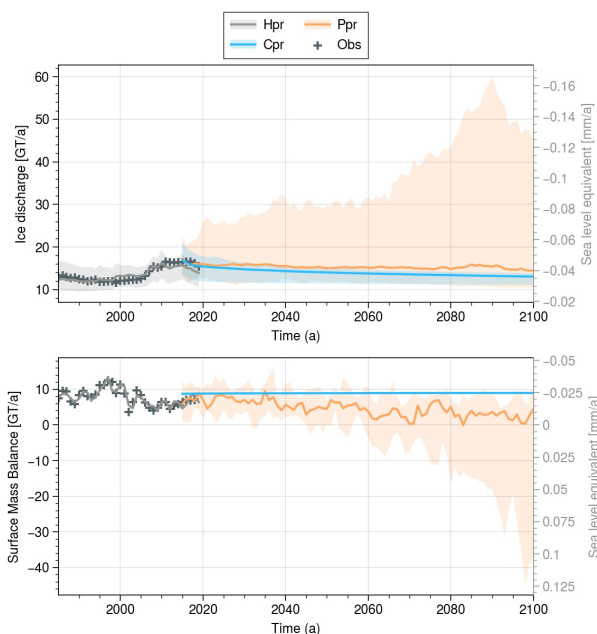 Hpr Ppr
Cpr Obs
60
50
40
30
20
10
Ice discharge [GT/a]
−0.16
−0.14
−0.12
−0.1
−0.08
−0.06
−0.04
−0.02
Sea level equivalent [mm/a]
2000 2020 2040 2060 2080 2100
Time (a)
10
0
−10
−20
−30
−40
Surface Mass Balance [GT/a]
−0.05
−0.025
0
0.025
0.05
0.075
0.1
0.125
Sea level equivalent [mm/a]
2000 2020 2040 2060 2080 2100
Time (a)